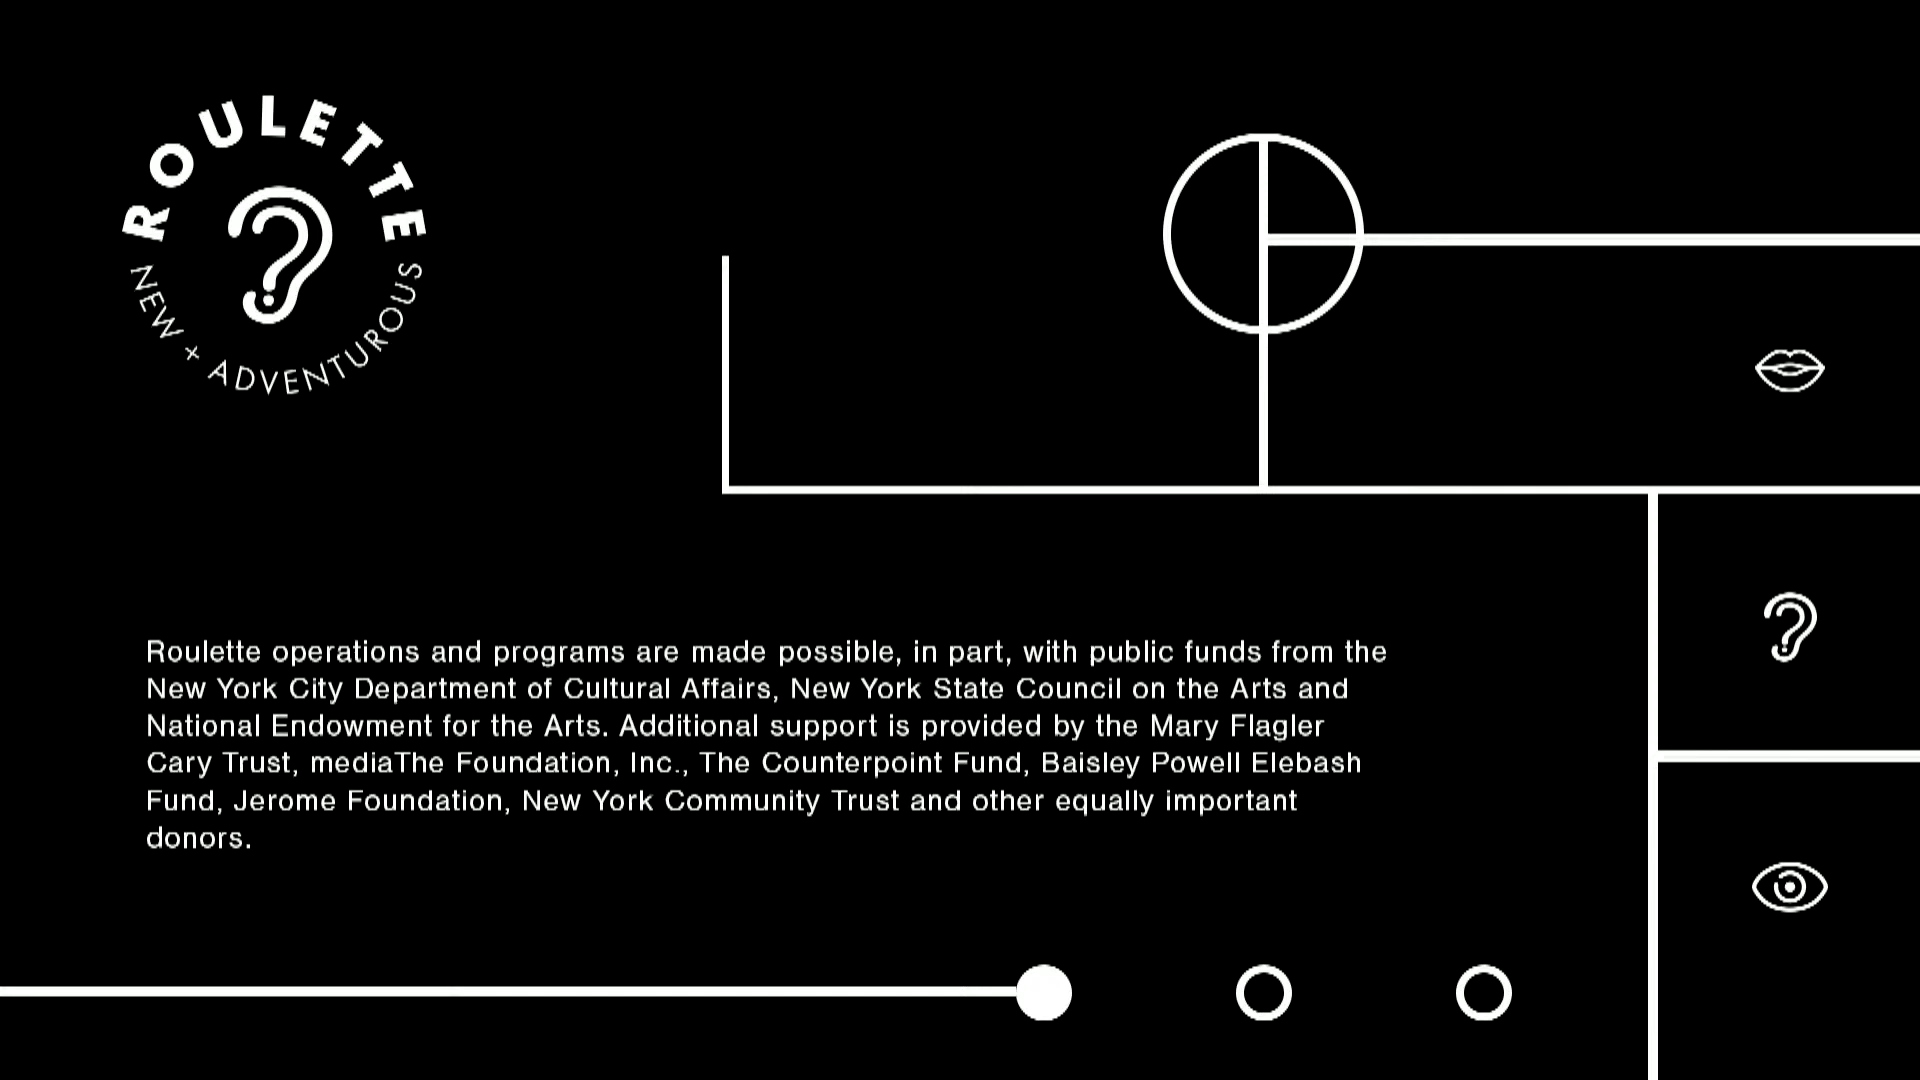 ROULETTE
NEW + ADVENTUROUS
Roulette operations and programs are made possible, in part, with public funds from the
New York City Department of Cultural Affairs, New York State Council on the Arts and
National Endowment for the Arts. Additional support is provided by the Mary Flagler
Cary Trust, mediaThe Foundation, Inc., The Counterpoint Fund, Baisley Powell Elebash
Fund, Jerome Foundation, New York Community Trust and other equally important
donors.